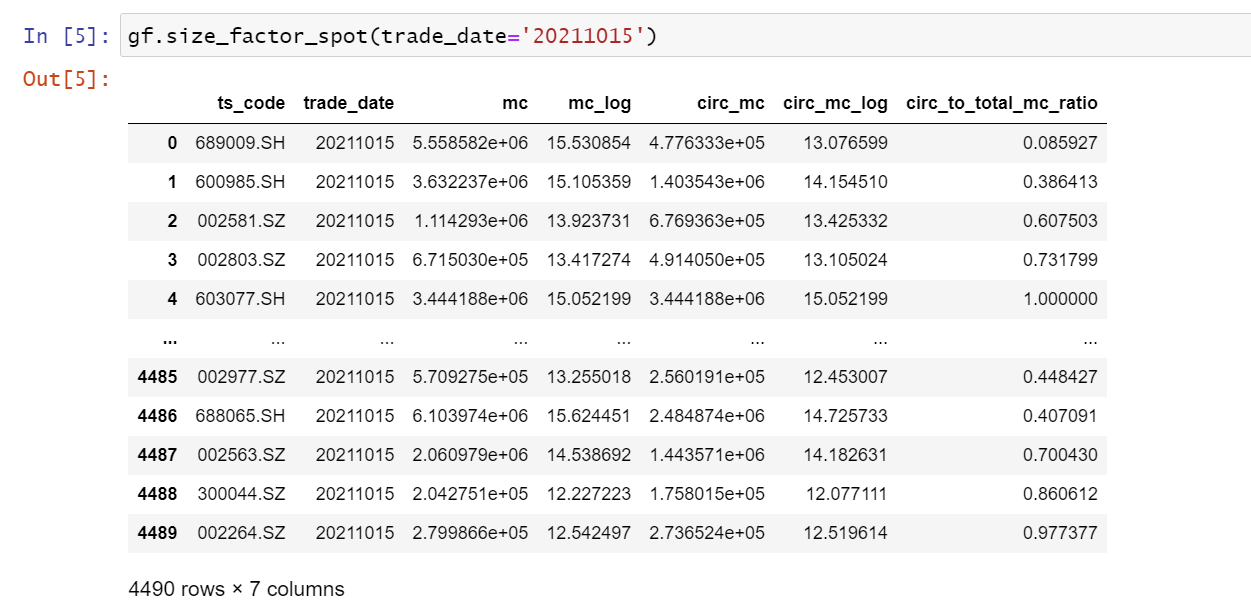 In [5]: gf.size_factor_spot(trade_date='20211015')
Out[5]:
ts_code trade_date mc mc_log circ_mc circ_mc_log circ_to_total_mc_ratio
0 689009.SH 20211015 5.558582e+06 15.530854 4.776333e+05 13.076599 0.085927
1 600985.SH 20211015 3.632237e+06 15.105359 1.403543e+06 14.154510 0.386413
2 002581.SZ 20211015 1.114293e+06 13.923731 6.769363e+05 13.425332 0.607503
3 002803.SZ 20211015 6.715030e+05 13.417274 4.914050e+05 13.105024 0.731799
4 603077.SH 20211015 3.444188e+06 15.052199 3.444188e+06 15.052199 1.000000
... ... ... ... ... ... ... ...
4485 002977.SZ 20211015 5.709275e+05 13.255018 2.560191e+05 12.453007 0.448427
4486 688065.SH 20211015 6.103974e+06 15.624451 2.484874e+06 14.725733 0.407091
4487 002563.SZ 20211015 2.060979e+06 14.538692 1.443571e+06 14.182631 0.700430
4488 300044.SZ 20211015 2.042751e+05 12.227223 1.758015e+05 12.077111 0.860612
4489 002264.SZ 20211015 2.799866e+05 12.542497 2.736524e+05 12.519614 0.977377
4490 rows × 7 columns